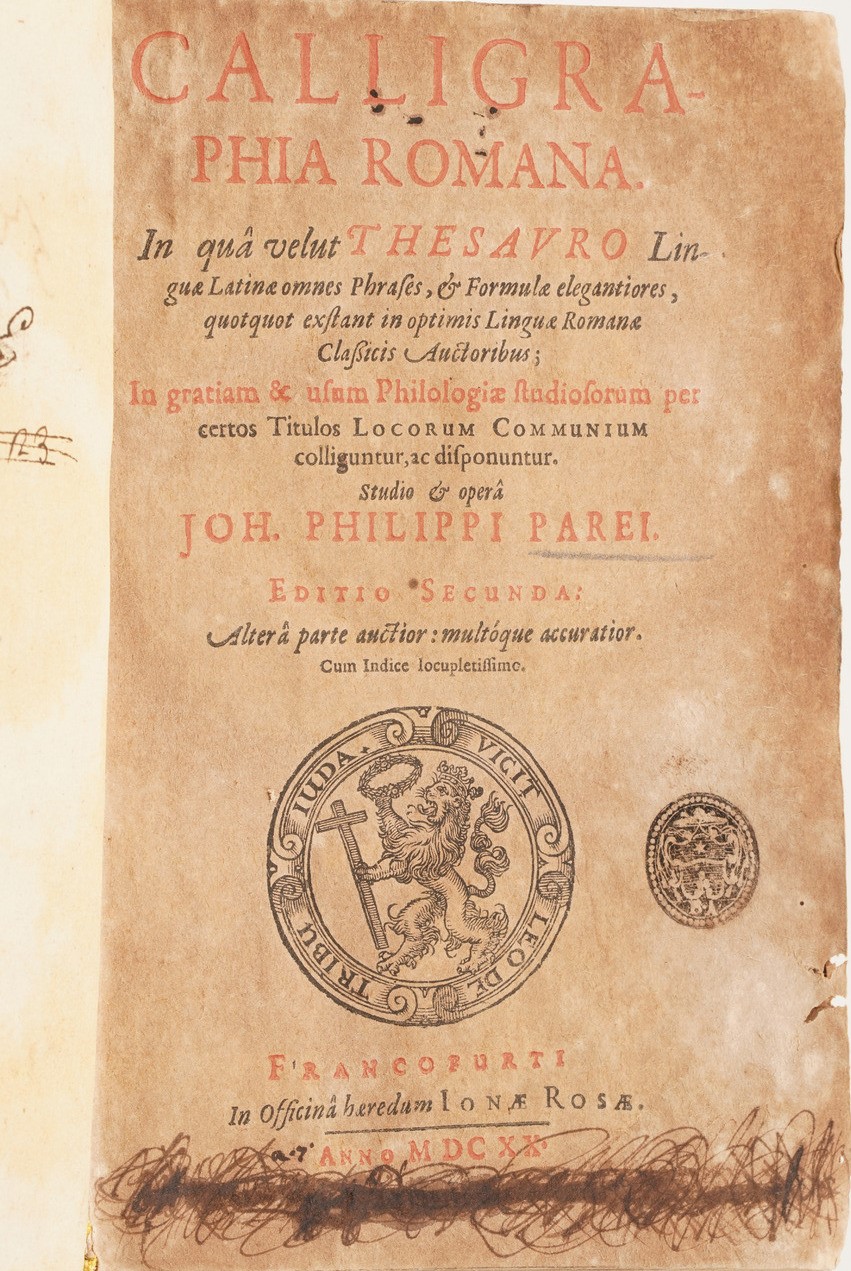 CALLIGRA-
PHIA ROMANA.
In quâ velut THESAVRO Lin-
guæ Latinæ omnes Phraſes, & Formulæ elegantiores,
quotquot exſtant in optimis Linguæ Romanæ
Claſſicis Auctoribus;
In gratiam & uſum Philologiæ ſtudioſorum per
certos Titulos LOCORUM COMMUNIUM
colliguntur, ac diſponuntur.
Studio & operâ
JOH. PHILIPPI PAREI.
EDITIO SECUNDA:
Alterâ parte auctior: multóque accuratior.
Cum Indice locupletiſſimo.
VICIT LEO DE TRIBU IUDA.
FRANCOFURTI
In Officinâ hæredum IONÆ ROSÆ.
ANNO MDCXX